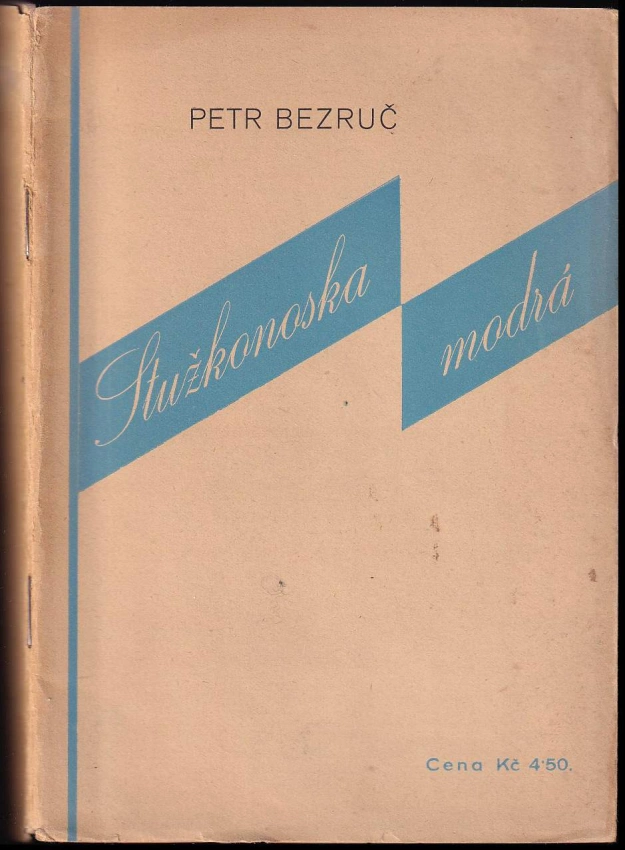 PETR BEZRUČ
Stužkonoska
modrá
Cena Kč 4·50.